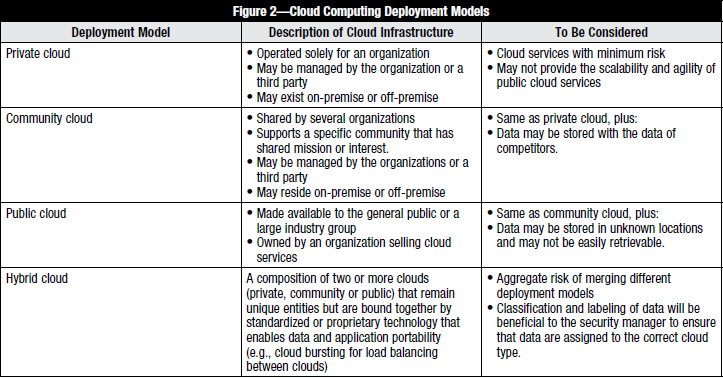 Figure 2—Cloud Computing Deployment Models
Deployment Model
Description of Cloud Infrastructure
To Be Considered
Private cloud
• Operated solely for an organization
• May be managed by the organization or a
third party
• May exist on-premise or off-premise
• Cloud services with minimum risk
• May not provide the scalability and agility of
public cloud services
Community cloud
• Shared by several organizations
• Supports a specific community that has
shared mission or interest.
• May be managed by the organizations or a
third party
• May reside on-premise or off-premise
• Same as private cloud, plus:
• Data may be stored with the data of
competitors.
Public cloud
• Made available to the general public or a
large industry group
• Owned by an organization selling cloud
services
• Same as community cloud, plus:
• Data may be stored in unknown locations
and may not be easily retrievable.
Hybrid cloud
A composition of two or more clouds
(private, community or public) that remain
unique entities but are bound together by
standardized or proprietary technology that
enables data and application portability
(e.g., cloud bursting for load balancing
between clouds)
• Aggregate risk of merging different
deployment models
• Classification and labeling of data will be
beneficial to the security manager to ensure
that data are assigned to the correct cloud
type.